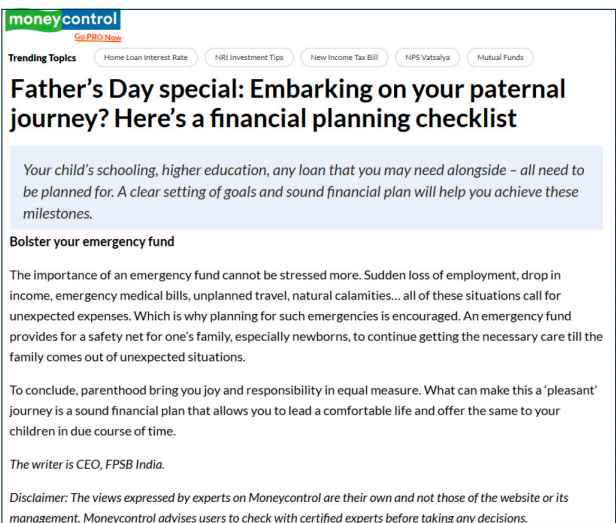 moneycontrol
Go PRO Now
Trending Topics Home Loan Interest Rate NRI Investment Tips New Income Tax Bill NPS Vatsalya Mutual Funds
Father's Day special: Embarking on your paternal
journey? Here's a financial planning checklist
Your child's schooling, higher education, any loan that you may need alongside – all need to
be planned for. A clear setting of goals and sound financial plan will help you achieve these
milestones.
Bolster your emergency fund
The importance of an emergency fund cannot be stressed more. Sudden loss of employment, drop in
income, emergency medical bills, unplanned travel, natural calamities… all of these situations call for
unexpected expenses. Which is why planning for such emergencies is encouraged. An emergency fund
provides for a safety net for one's family, especially newborns, to continue getting the necessary care till the
family comes out of unexpected situations.
To conclude, parenthood bring you joy and responsibility in equal measure. What can make this a 'pleasant'
journey is a sound financial plan that allows you to lead a comfortable life and offer the same to your
children in due course of time.
The writer is CEO, FPSB India.
Disclaimer: The views expressed by experts on Moneycontrol are their own and not those of the website or its
management. Moneycontrol advises users to check with certified experts before taking any decisions.